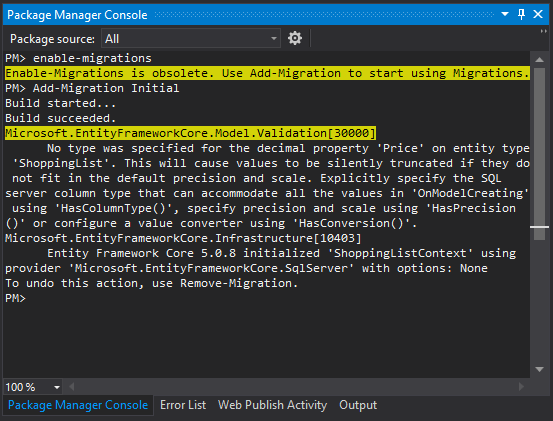 Package Manager Console
Package source: All
PM> enable-migrations
Enable-Migrations is obsolete. Use Add-Migration to start using Migrations.
PM> Add-Migration Initial
Build started...
Build succeeded.
Microsoft.EntityFrameworkCore.Model.Validation[30000]
No type was specified for the decimal property 'Price' on entity type
'ShoppingList'. This will cause values to be silently truncated if they do
not fit in the default precision and scale. Explicitly specify the SQL
server column type that can accommodate all the values in 'OnModelCreating'
using 'HasColumnType()', specify precision and scale using 'HasPrecision
()' or configure a value converter using 'HasConversion()'.
Microsoft.EntityFrameworkCore.Infrastructure[10403]
Entity Framework Core 5.0.8 initialized 'ShoppingListContext' using
provider 'Microsoft.EntityFrameworkCore.SqlServer' with options: None
To undo this action, use Remove-Migration.
PM>
100 %
Package Manager Console Error List Web Publish Activity Output